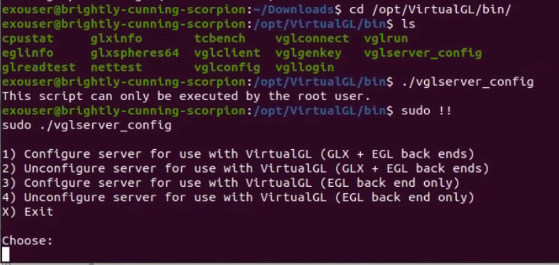 exouser@brightly-cunning-scorpion:~/Downloads$ cd /opt/VirtualGL/bin/
exouser@brightly-cunning-scorpion:/opt/VirtualGL/bin$ ls
cpustat glxinfo tcbench vglconnect vglrun
eglinfo glxspheres64 vglclient vglgenkey vglserver_config
glreadtest nettest vglconfig vgllogin
exouser@brightly-cunning-scorpion:/opt/VirtualGL/bin$ ./vglserver_config
This script can only be executed by the root user.
exouser@brightly-cunning-scorpion:/opt/VirtualGL/bin$ sudo !!
sudo ./vglserver_config
1) Configure server for use with VirtualGL (GLX + EGL back ends)
2) Unconfigure server for use with VirtualGL (GLX + EGL back ends)
3) Configure server for use with VirtualGL (EGL back end only)
4) Unconfigure server for use with VirtualGL (EGL back end only)
X) Exit
Choose: